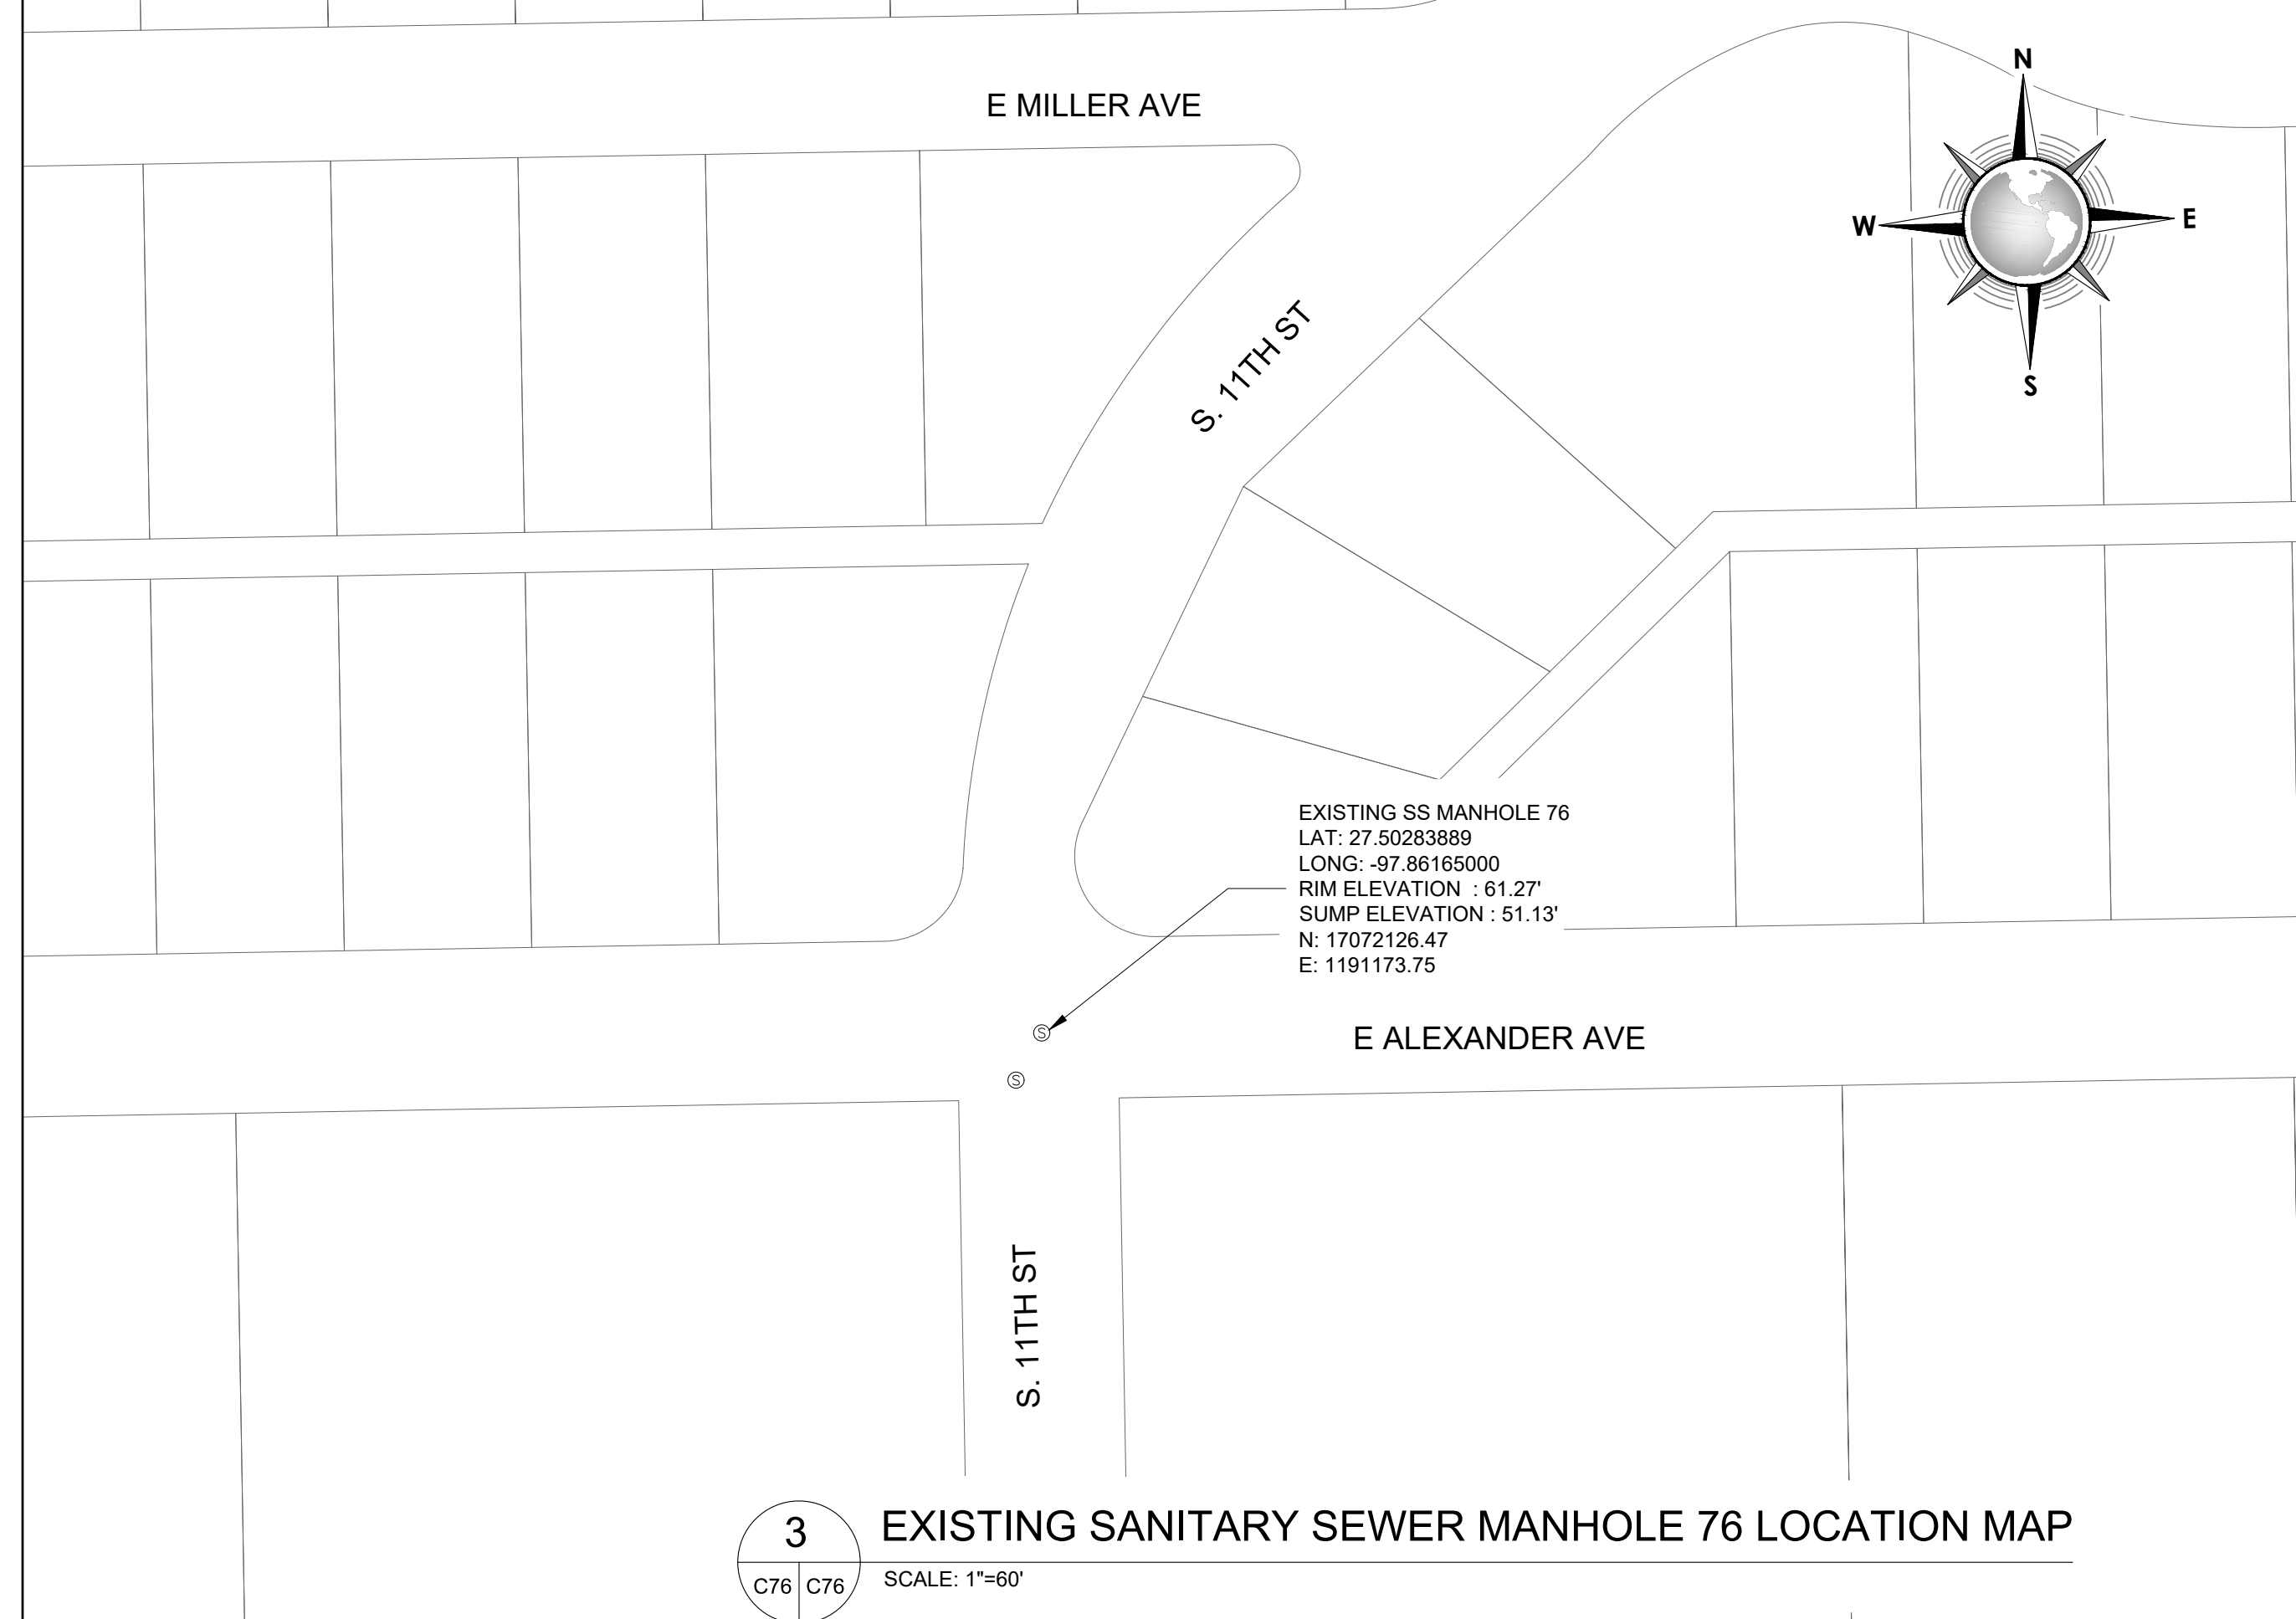 N
E MILLER AVE
W
E
S. 11TH ST
S
EXISTING SS MANHOLE 76
LAT: 27.50283889
LONG: -97.86165000
RIM ELEVATION : 61.27'
SUMP ELEVATION : 51.13'
N: 17072126.47
E: 1191173.75
S
E ALEXANDER AVE
S
S. 11TH ST
3
EXISTING SANITARY SEWER MANHOLE 76 LOCATION MAP
C76
C76
SCALE: 1"=60'